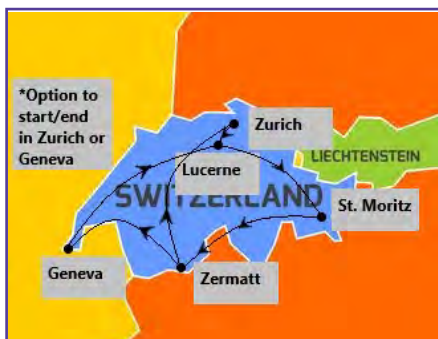 *Option to
start/end
in Zurich or
Geneva
Zurich
LIECHTENSTEIN
Lucerne
SWITZERLAND
St. Moritz
Geneva
Zermatt